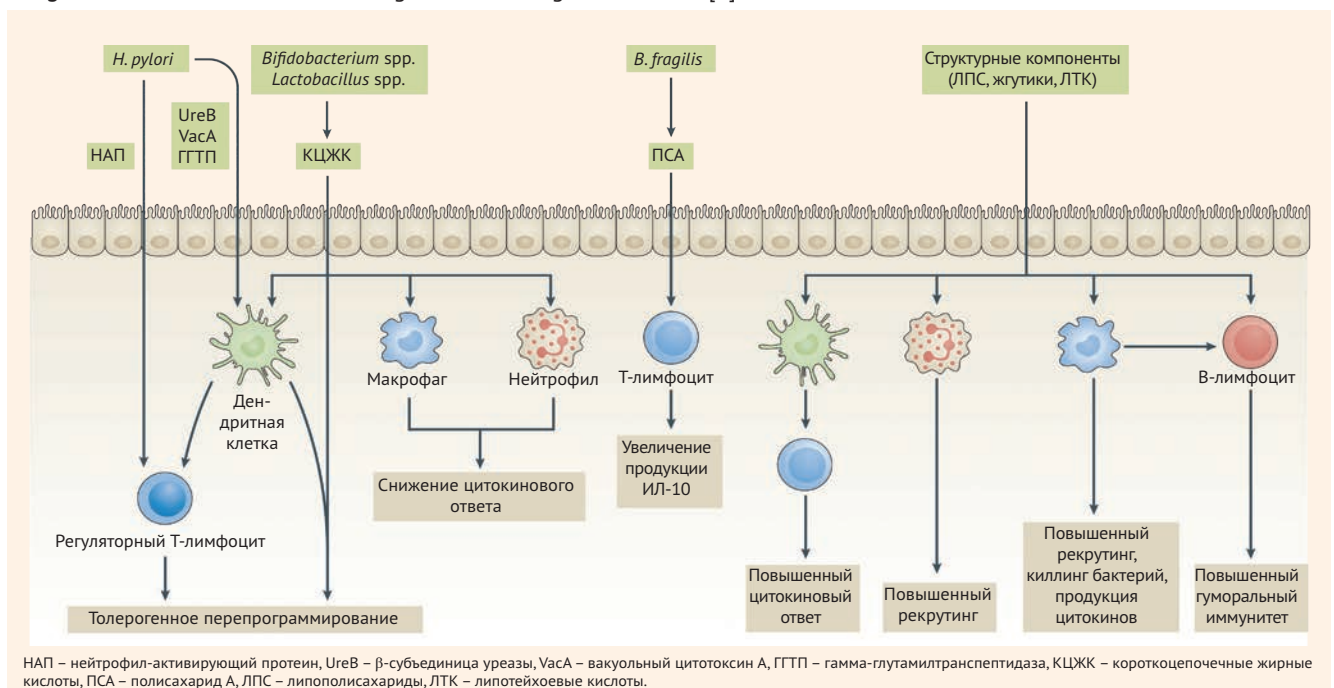 H. pylori
Bifidobacterium spp.
Lactobacillus spp.
B. fragilis
Структурные компоненты
(ЛПС, жгутики, ЛТК)
НАП
UreB
VacA
ГГТП
КЦЖК
ПСА
Ден-
дритная
клетка
Макрофаг
Нейтрофил
Т-лимфоцит
В-лимфоцит
Снижение цитокинового
ответа
Увеличение
продукции
ИЛ-10
Регуляторный Т-лимфоцит
Толерогенное перепрограммирование
Повышенный
цитокиновый
ответ
Повышенный
рекрутинг
Повышенный
рекрутинг,
киллинг бактерий,
продукция
цитокинов
Повышенный
гуморальный
иммунитет
НАП – нейтрофил-активирующий протеин, UreB – β-субъединица уреазы, VacA – вакуольный цитотоксин А, ГГТП – гамма-глутамилтранспептидаза, КЦЖК – короткоцепочечные жирные
кислоты, ПСА – полисахарид А, ЛПС – липополисахариды, ЛТК – липотейхоевые кислоты.